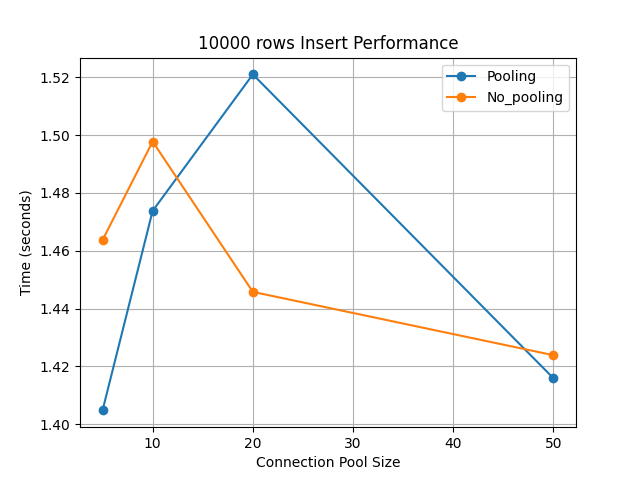 10000 rows Insert Performance
Pooling
No_pooling
1.52
1.50
1.48
1.46
1.44
1.42
1.40
Time (seconds)
10
20
30
40
50
Connection Pool Size